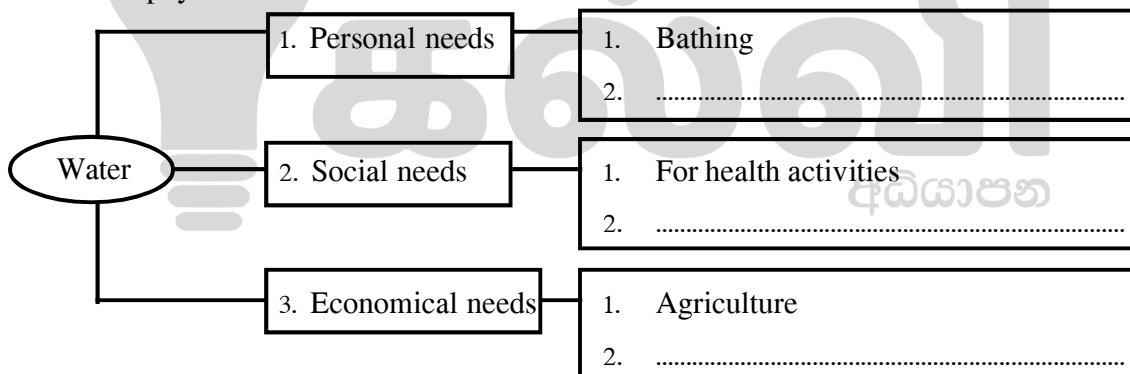 Water
1. Personal needs
1. Bathing
2. ......................................................................
2. Social needs
1. For health activities
2. ......................................................................
3. Economical needs
1. Agriculture
2. ......................................................................
කල්වි
අධ්‍යාපන